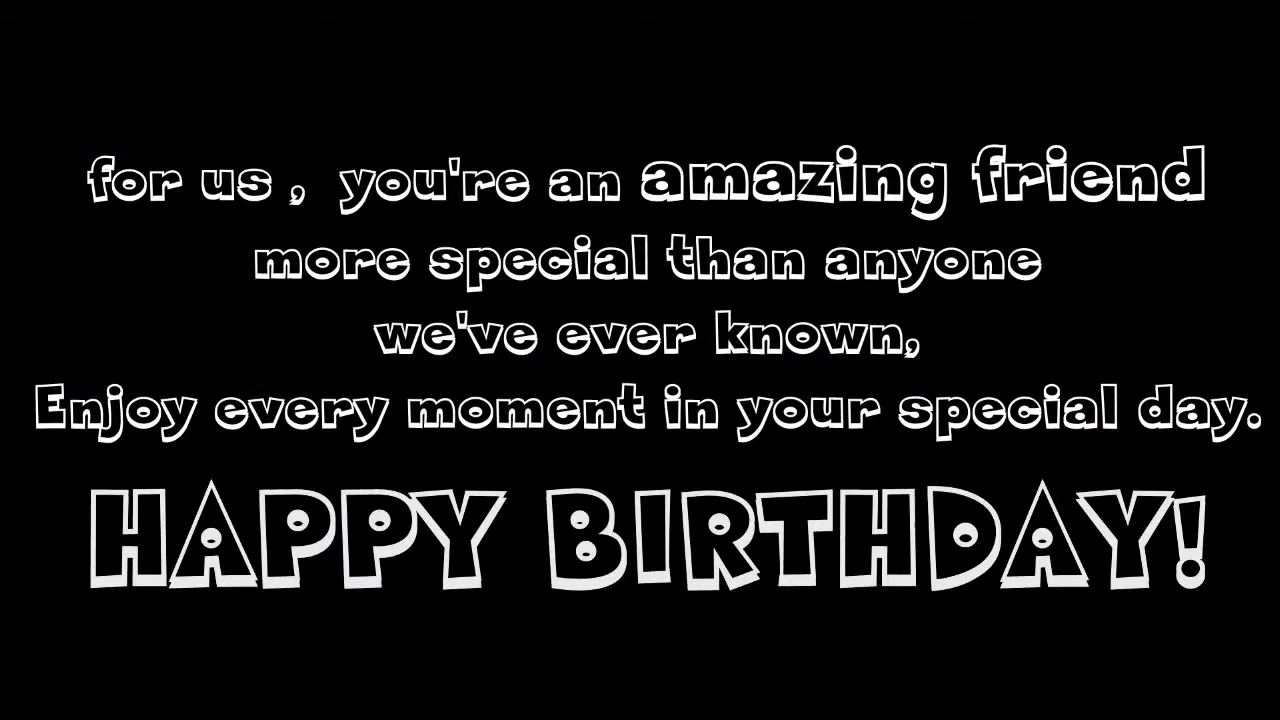 for us , you're an amazing friend
more special than anyone
we've ever known,
Enjoy every moment in your special day.
HAPPY BIRTHDAY!